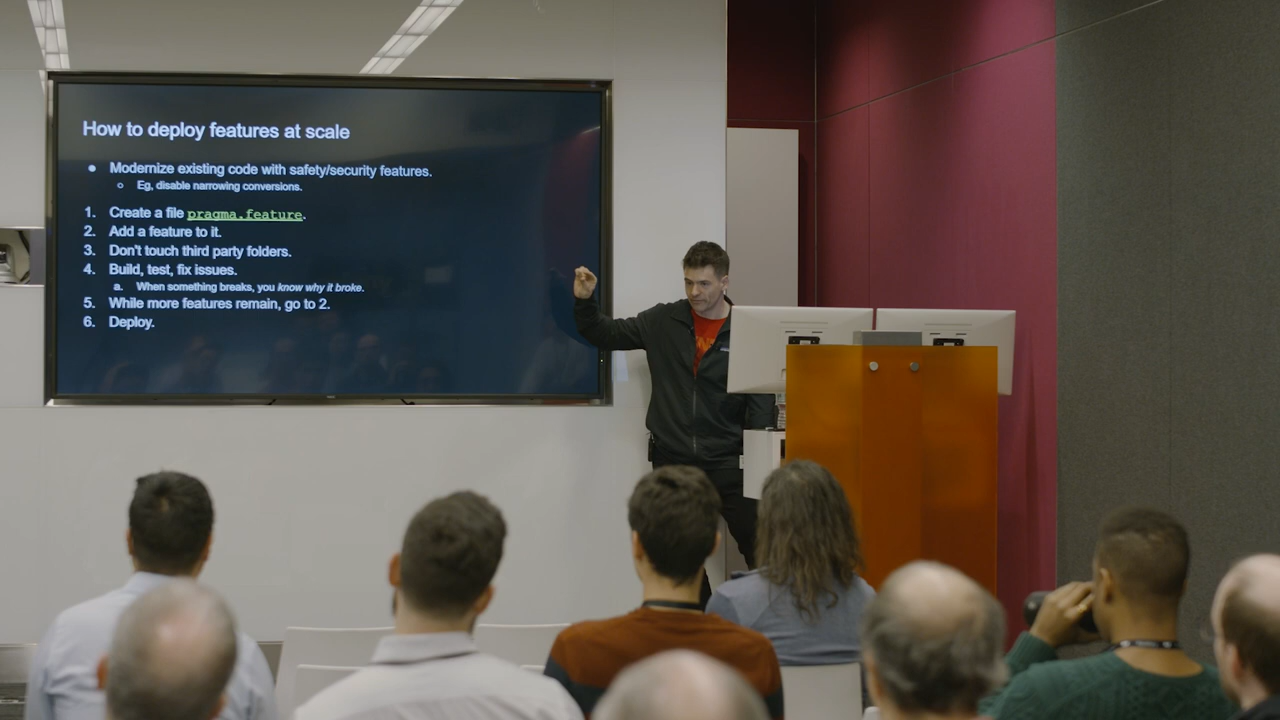 How to deploy features at scale
● Modernize existing code with safety/security features.
○ Eg, disable narrowing conversions.
1. Create a file pragma.feature.
2. Add a feature to it.
3. Don't touch third party folders.
4. Build, test, fix issues.
a. When something breaks, you know why it broke.
5. While more features remain, go to 2.
6. Deploy.